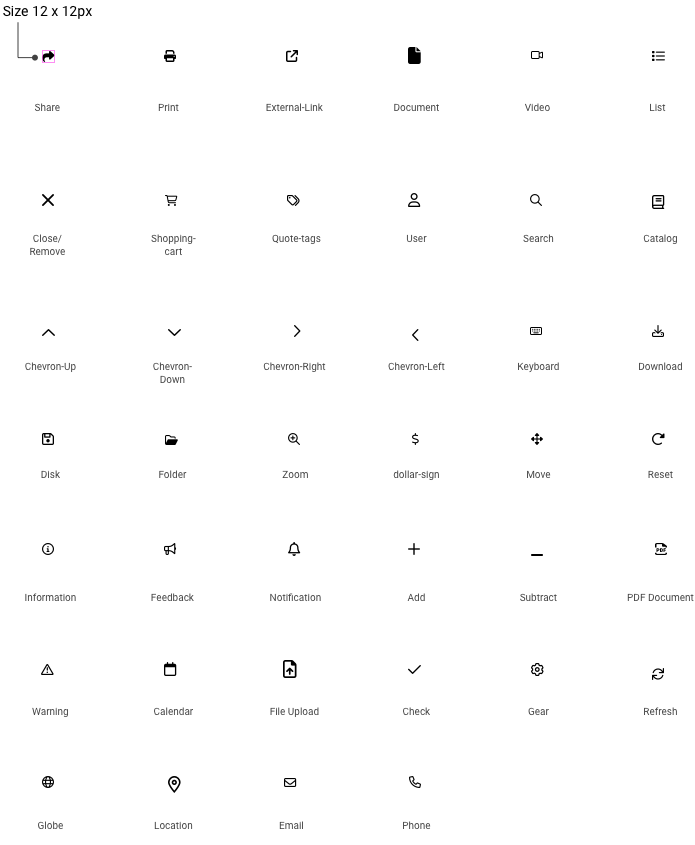 Size 12 x 12px
Share
Print
External-Link
Document
Video
List
Close/
Remove
Shopping-
cart
Quote-tags
User
Search
Catalog
Chevron-Up
Chevron-
Down
Chevron-Right
Chevron-Left
Keyboard
Download
Disk
Folder
Zoom
dollar-sign
Move
Reset
Information
Feedback
Notification
Add
Subtract
PDF
PDF Document
Warning
Calendar
File Upload
Check
Gear
Refresh
Globe
Location
Email
Phone